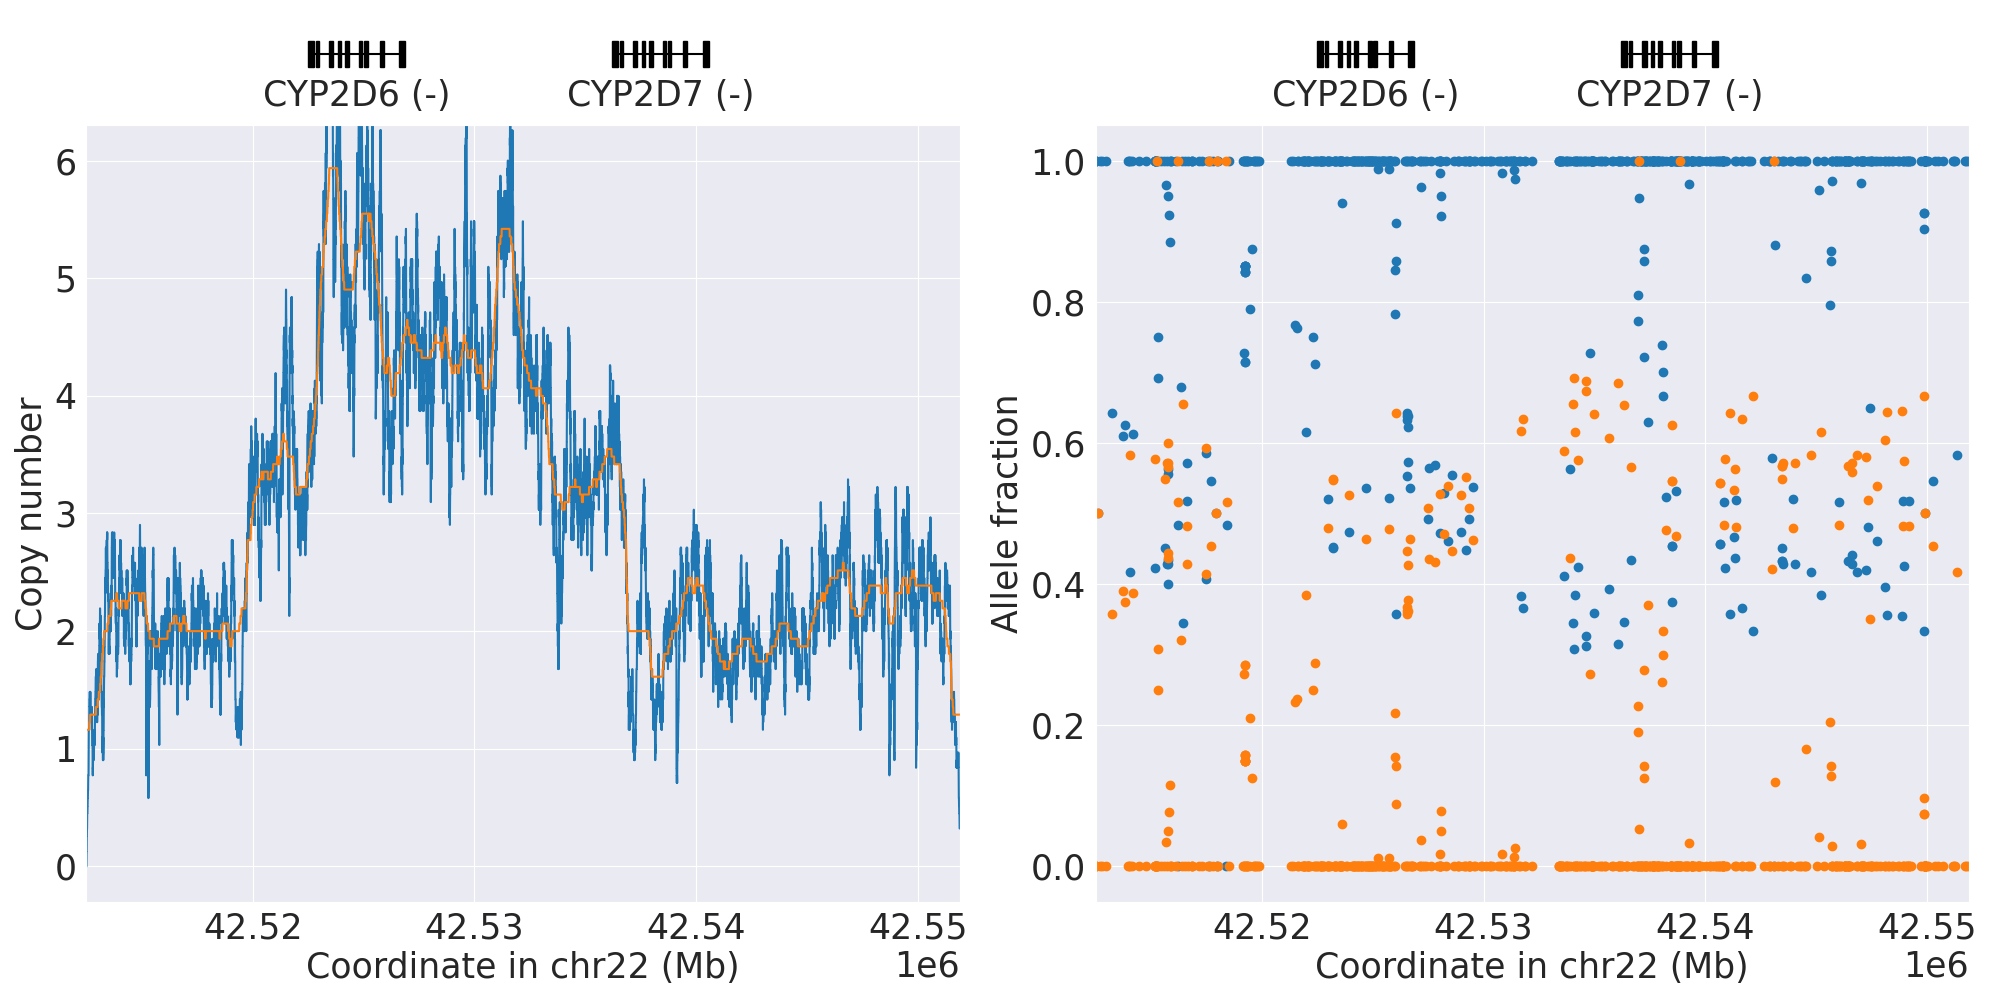 CYP2D6 (-) CYP2D7 (-)
6
5
4
3
2
1
0
Copy number
42.52 42.53 42.54 42.55
Coordinate in chr22 (Mb) 1e6
CYP2D6 (-) CYP2D7 (-)
1.0
0.8
0.6
0.4
0.2
0.0
Allele fraction
42.52 42.53 42.54 42.55
Coordinate in chr22 (Mb) 1e6